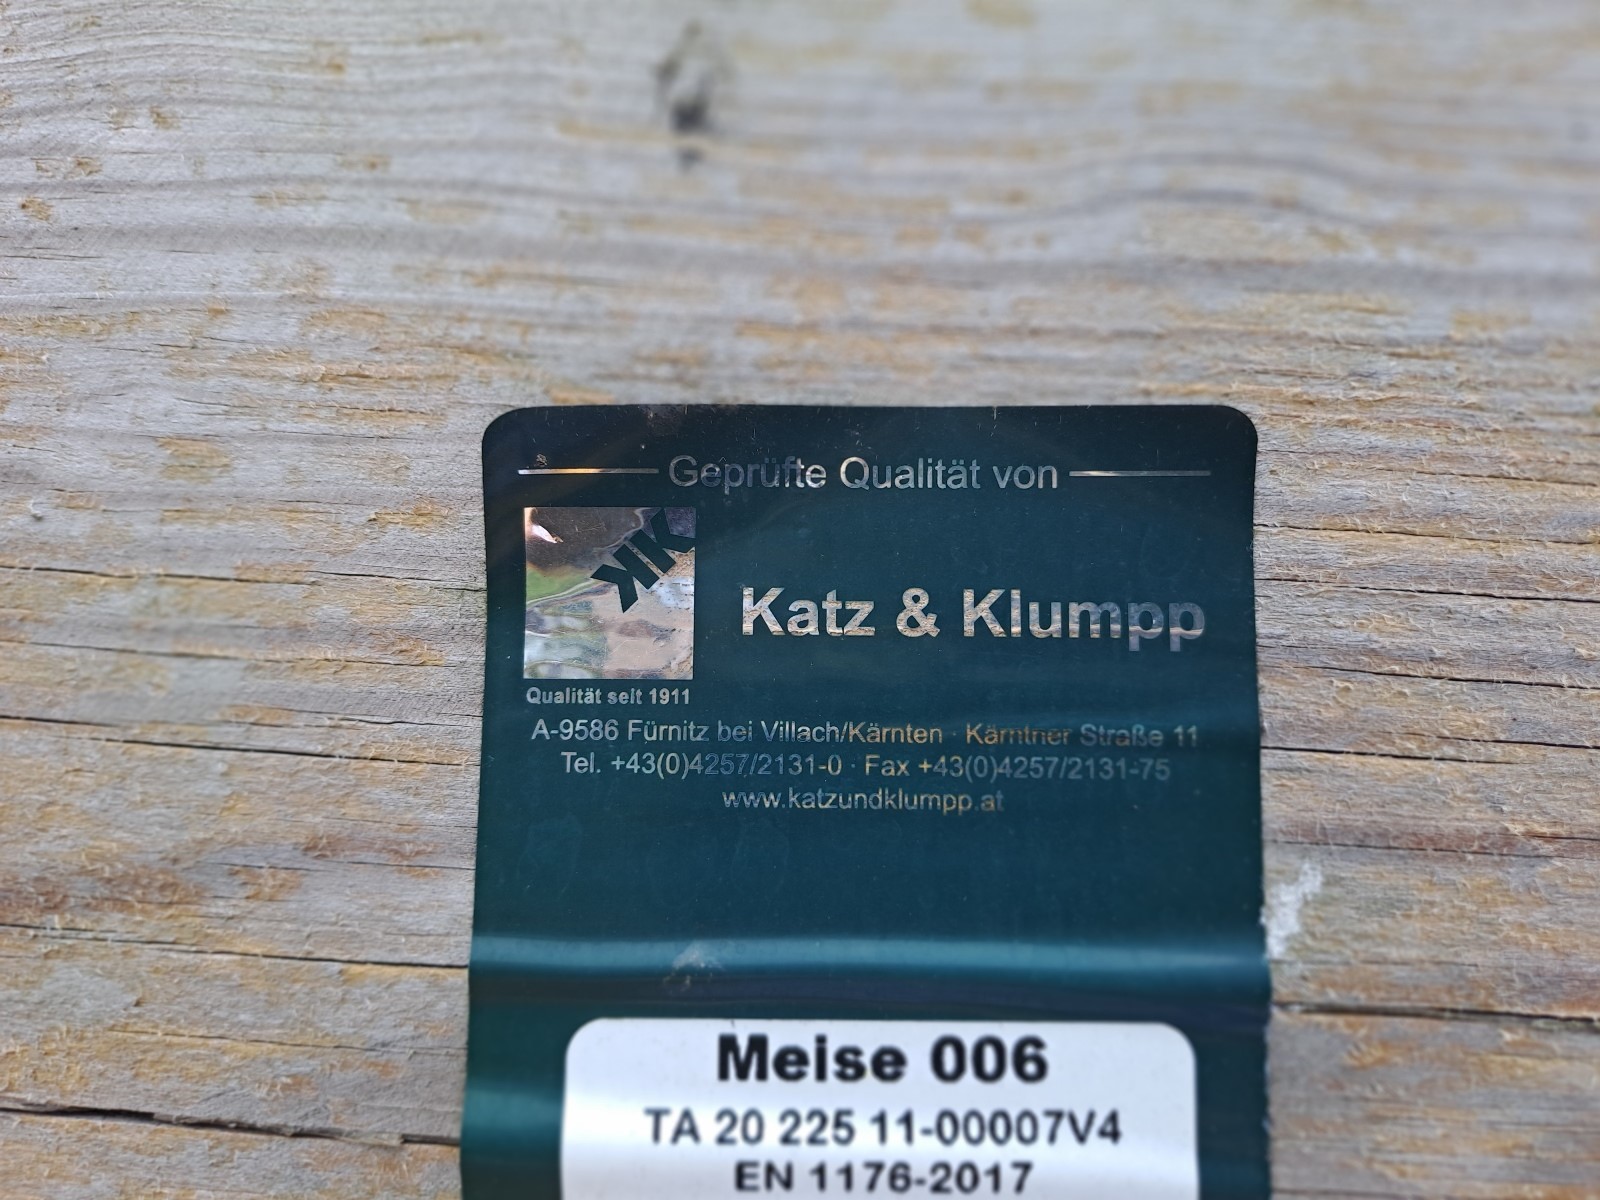 Geprüfte Qualität von
KK
Katz & Klumpp
Qualität seit 1911
A-9586 Fürnitz bei Villach/Kärnten · Kärntner Straße 11
Tel. +43(0)4257/2131-0 · Fax +43(0)4257/2131-75
www.katzundklumpp.at
Meise 006
TA 20 225 11-00007V4
EN 1176-2017